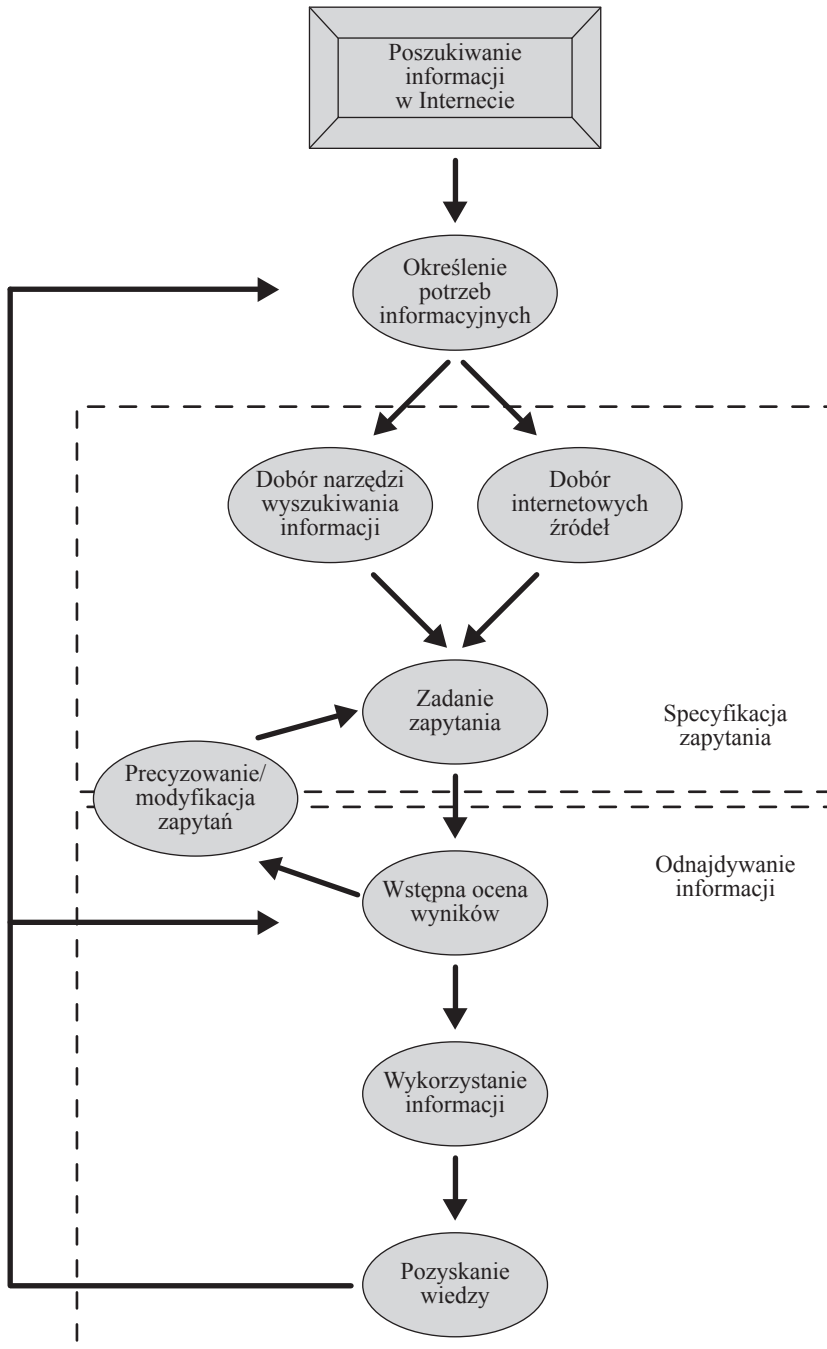 Poszukiwanie
informacji
w Internecie
Określenie
potrzeb
informacyjnych
Dobór narzędzi
wyszukiwania
informacji
Dobór
internetowych
źródeł
Zadanie
zapytania
Specyfikacja
zapytania
Precyzowanie/
modyfikacja
zapytań
Odnajdywanie
informacji
Wstępna ocena
wyników
Wykorzystanie
informacji
Pozyskanie
wiedzy